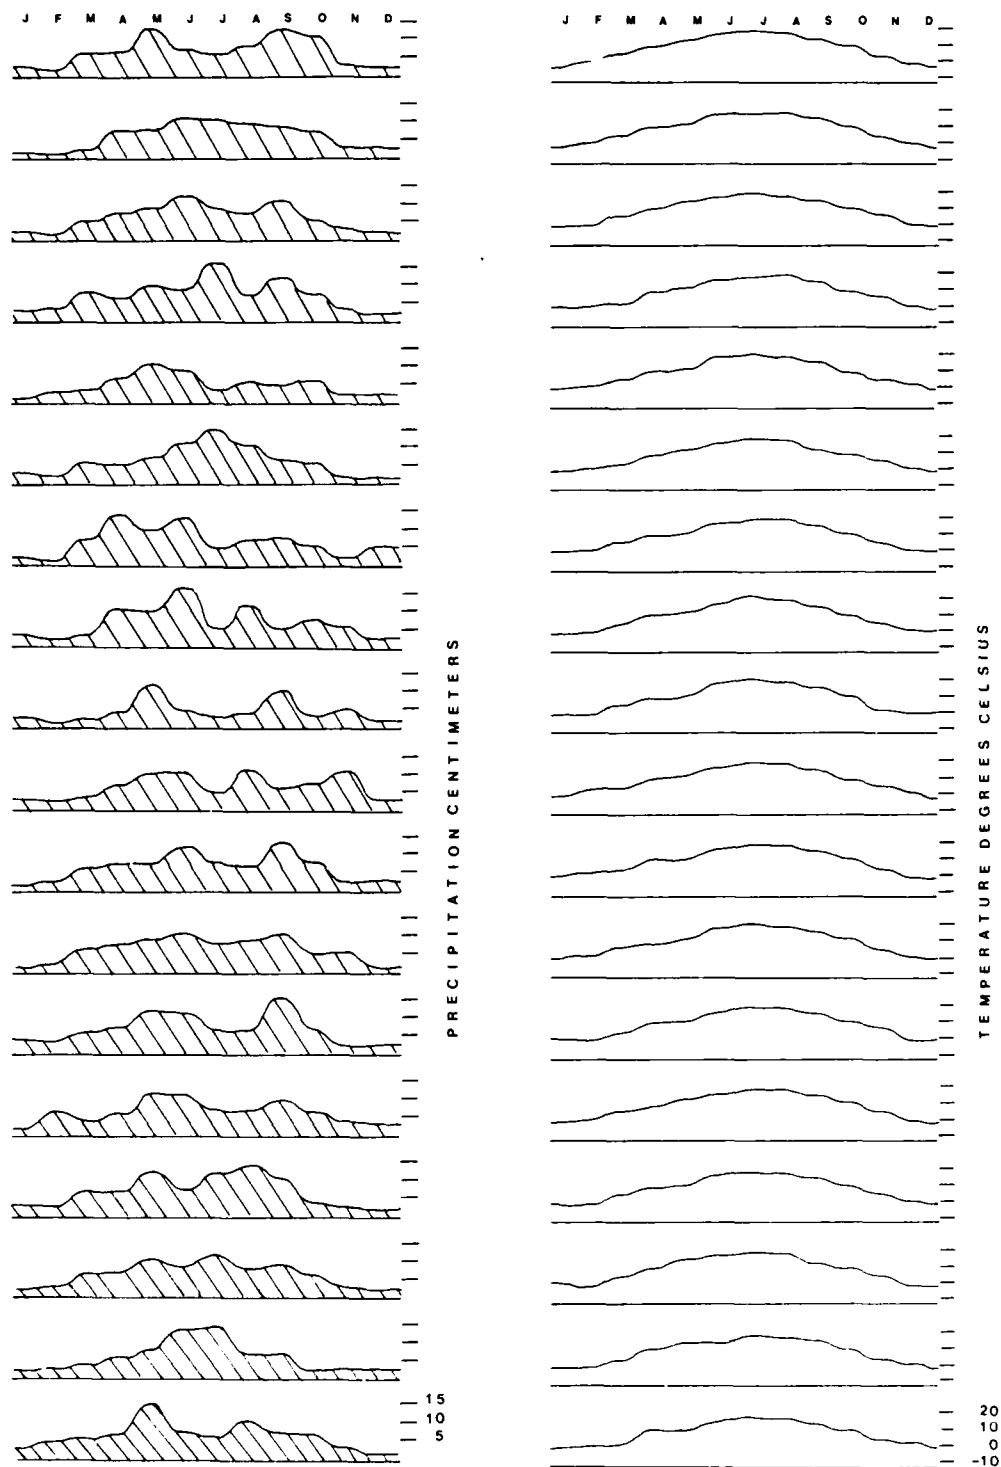 J F M A M J J A S O N D
J F M A M J J A S O N D
PRECIPITATION CENTIMETERS
TEMPERATURE DEGREES CELSIUS
15
10
5
20
10
0
-10